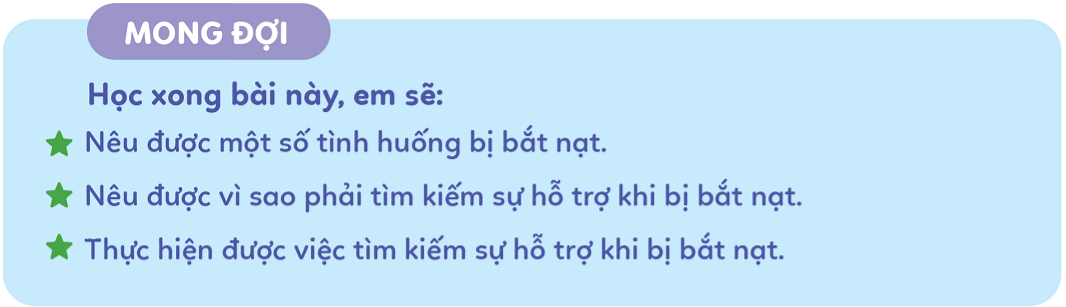 MONG ĐỢI
Học xong bài này, em sẽ:
Nêu được một số tình huống bị bắt nạt.
Nêu được vì sao phải tìm kiếm sự hỗ trợ khi bị bắt nạt.
Thực hiện được việc tìm kiếm sự hỗ trợ khi bị bắt nạt.